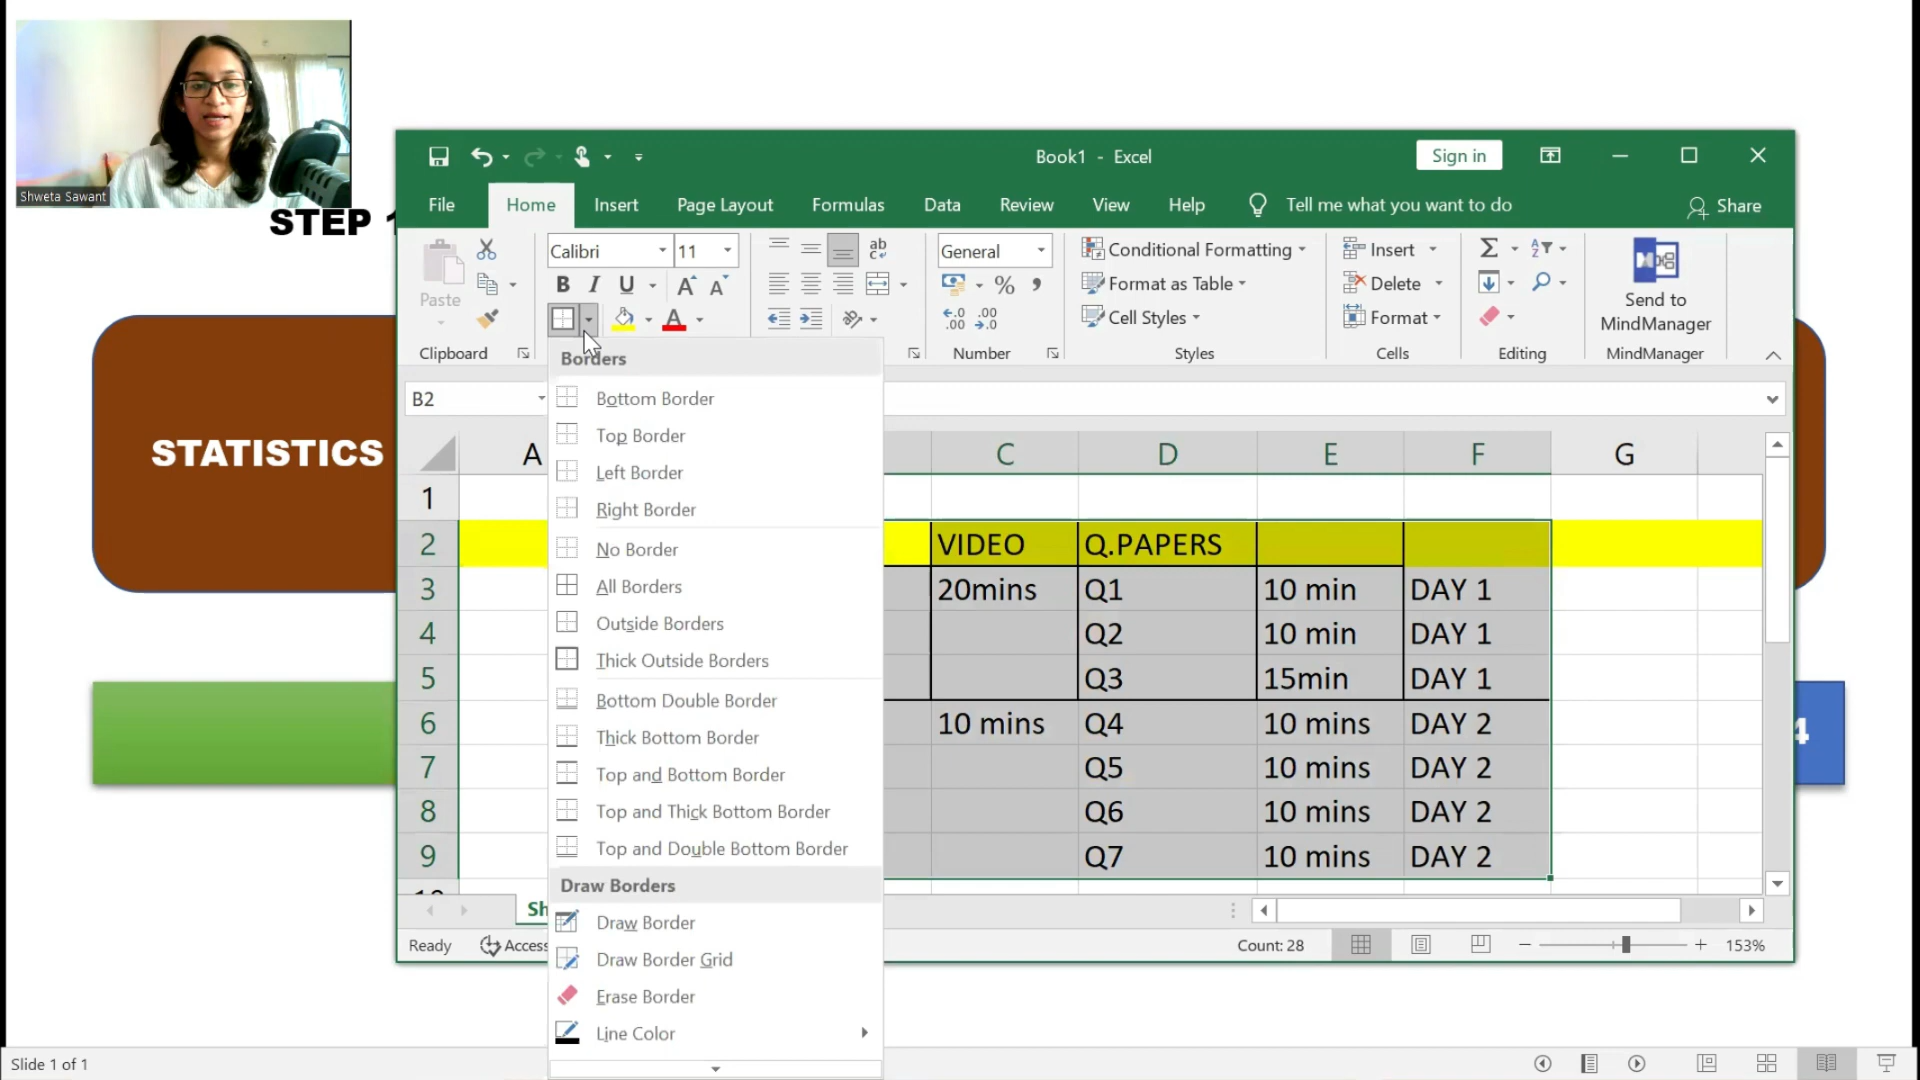 Shweta Sawant
STEP 1
STATISTICS
4
Book1 - Excel
Sign in
File Home Insert Page Layout Formulas Data Review View Help Tell me what you want to do Share
Paste
Clipboard
Calibri 11
B I U A A
A
ab
General
% ,
.00
.00
Number
Conditional Formatting
Format as Table
Cell Styles
Styles
Insert
Delete
Format
Cells
Editing
Send to
MindManager
MindManager
B2
A C D E F G
1
2 VIDEO Q.PAPERS
3 20mins Q1 10 min DAY 1
4 Q2 10 min DAY 1
5 Q3 15min DAY 1
6 10 mins Q4 10 mins DAY 2
7 Q5 10 mins DAY 2
8 Q6 10 mins DAY 2
9 Q7 10 mins DAY 2
Borders
Bottom Border
Top Border
Left Border
Right Border
No Border
All Borders
Outside Borders
Thick Outside Borders
Bottom Double Border
Thick Bottom Border
Top and Bottom Border
Top and Thick Bottom Border
Top and Double Bottom Border
Draw Borders
Draw Border
Draw Border Grid
Erase Border
Line Color
Sh
Ready Access Count: 28 153%
Slide 1 of 1